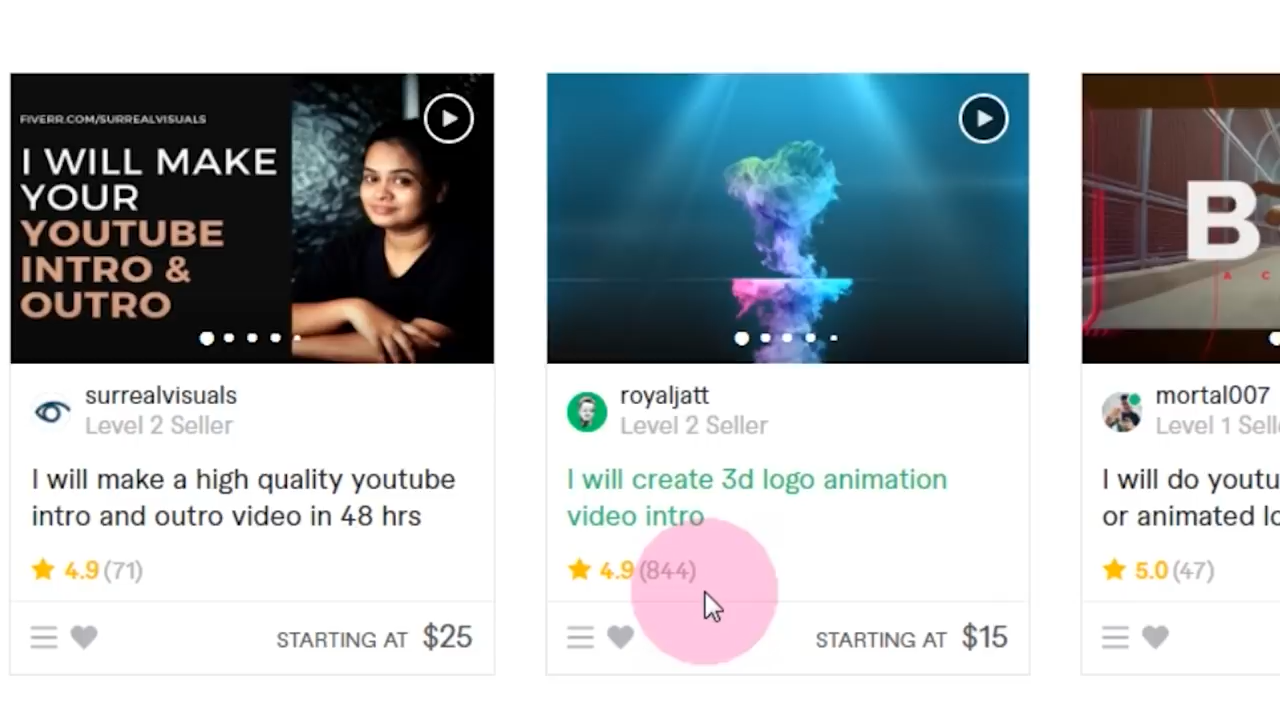 FIVERR.COM/SURREALVISUALS
I WILL MAKE
YOUR
YOUTUBE
INTRO &
OUTRO
surrealvisuals
Level 2 Seller
I will make a high quality youtube
intro and outro video in 48 hrs
4.9 (71)
STARTING AT $25
royaljatt
Level 2 Seller
I will create 3d logo animation
video intro
4.9 (844)
STARTING AT $15
B
A C
mortal007
Level 1 Sell
I will do youtu
or animated lo
5.0 (47)